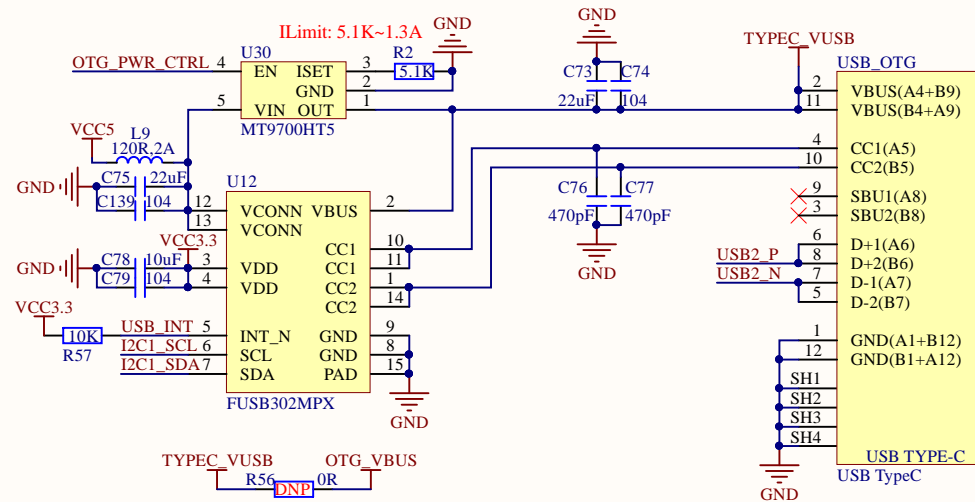 ILimit: 5.1K~1.3A
GND
GND
TYPEC_VUSB
U30
R2
USB_OTG
OTG_PWR_CTRL 4 EN ISET 3 5.1K
C73 C74
GND 2
2 VBUS(A4+B9)
5 VIN OUT 1
22uF 104
11 VBUS(B4+A9)
MT9700HT5
VCC5 L9
120R,2A
4 CC1(A5)
10 CC2(B5)
C75 22uF
U12
C76 C77
GND
C139 104
12 VCONN VBUS 2
470pF 470pF
9 SBU1(A8)
13 VCONN
3 SBU2(B8)
VCC3.3
CC1 10
GND
6 D+1(A6)
C78 10uF
3 VDD CC1 11
USB2_P 8 D+2(B6)
GND
C79 104
4 VDD CC2 1
USB2_N 7 D-1(A7)
CC2 14
5 D-2(B7)
VCC3.3
10K USB_INT 5 INT_N GND 9
1 GND(A1+B12)
R57
I2C1_SCL 6 SCL GND 8
12 GND(B1+A12)
I2C1_SDA 7 SDA PAD 15
SH1
FUSB302MPX
GND
SH2
SH3
SH4
TYPEC_VUSB OTG_VBUS
USB TYPE-C
R56 DNP 0R
USB TypeC
GND